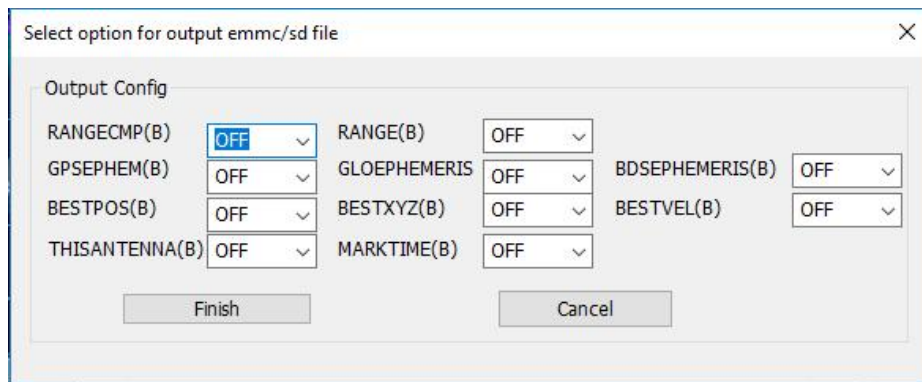 Select option for output emmc/sd file
Output Config
RANGECMP(B) OFF RANGE(B) OFF
GPSEPHEM(B) OFF GLOEPHEMERIS OFF BDSEPHEMERIS(B) OFF
BESTPOS(B) OFF BESTXYZ(B) OFF BESTVEL(B) OFF
THISANTENNA(B) OFF MARKTIME(B) OFF
Finish Cancel